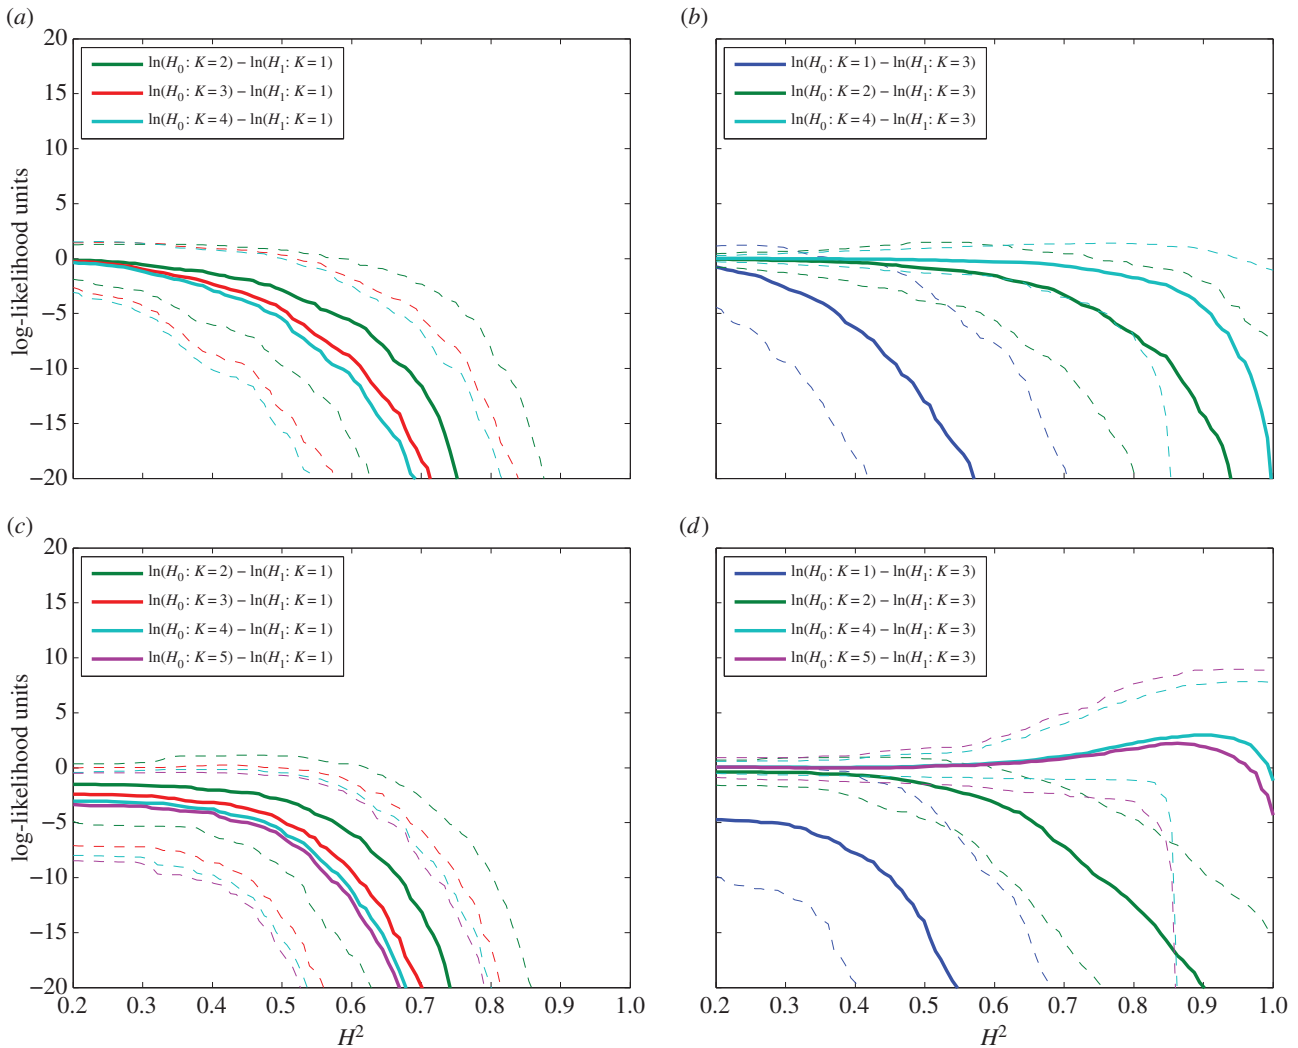 (a)
20
15
10
5
0
−5
−10
−15
−20
log-likelihood units
ln(H0: K=2) − ln(H1: K=1)
ln(H0: K=3) − ln(H1: K=1)
ln(H0: K=4) − ln(H1: K=1)
(b)
ln(H0: K=1) − ln(H1: K=3)
ln(H0: K=2) − ln(H1: K=3)
ln(H0: K=4) − ln(H1: K=3)
(c)
20
15
10
5
0
−5
−10
−15
−20
log-likelihood units
ln(H0: K=2) − ln(H1: K=1)
ln(H0: K=3) − ln(H1: K=1)
ln(H0: K=4) − ln(H1: K=1)
ln(H0: K=5) − ln(H1: K=1)
0.2 0.3 0.4 0.5 0.6 0.7 0.8 0.9 1.0
H2
(d)
ln(H0: K=1) − ln(H1: K=3)
ln(H0: K=2) − ln(H1: K=3)
ln(H0: K=4) − ln(H1: K=3)
ln(H0: K=5) − ln(H1: K=3)
0.2 0.3 0.4 0.5 0.6 0.7 0.8 0.9 1.0
H2